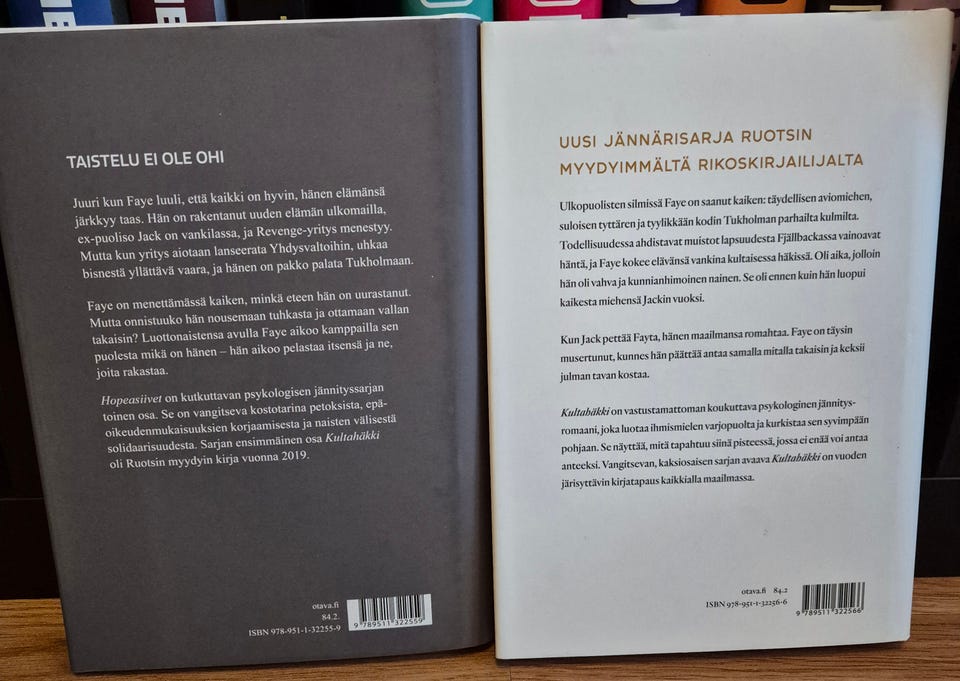 TAISTELU EI OLE OHI
Juuri kun Faye luuli, että kaikki on hyvin, hänen elämänsä
järkkyy taas. Hän on rakentanut uuden elämän ulkomailla,
ex-puoliso Jack on vankilassa, ja Revenge-yritys menestyy.
Mutta kun yritys aiotaan lanseerata Yhdysvaltoihin, uhkaa
bisnestä yllättävä vaara, ja hänen on pakko palata Tukholmaan.
Faye on menettämässä kaiken, minkä eteen hän on uurastanut.
Mutta onnistuuko hän nousemaan tuhkasta ja ottamaan vallan
takaisin? Luottonaistensa avulla Faye aikoo kamppailla sen
puolesta mikä on hänen – hän aikoo pelastaa itsensä ja ne,
joita rakastaa.
Hopeasiivet on kutkuttavan psykologisen jännityssarjan
toinen osa. Se on vangitseva kostotarina petoksista, epä-
oikeudenmukaisuuksien korjaamisesta ja naisten välisestä
solidaarisuudesta. Sarjan ensimmäinen osa Kultahäkki
oli Ruotsin myydyin kirja vuonna 2019.
otava.fi
84.2.
ISBN 978-951-1-32255-9
9 789511 322559
UUSI JÄNNÄRISARJA RUOTSIN
MYYDYIMMÄLTÄ RIKOSKIRJAILIJALTA
Ulkopuolisten silmissä Faye on saanut kaiken: täydellisen aviomiehen,
suloisen tyttären ja tyylikkään kodin Tukholman parhailta kulmilta.
Todellisuudessa ahdistavat muistot lapsuudesta Fjällbackassa vainoavat
häntä, ja Faye kokee elävänsä vankina kultaisessa häkissä. Oli aika, jolloin
hän oli vahva ja kunnianhimoinen nainen. Se oli ennen kuin hän luopui
kaikesta miehensä Jackin vuoksi.
Kun Jack pettää Fayta, hänen maailmansa romahtaa. Faye on täysin
musertunut, kunnes hän päättää antaa samalla mitalla takaisin ja keksii
julman tavan kostaa.
Kultahäkki on vastustamattoman koukuttava psykologinen jännitys-
romaani, joka luotaa ihmismielen varjopuolta ja kurkistaa sen syvimpään
pohjaan. Se näyttää, mitä tapahtuu siinä pisteessä, jossa ei enää voi antaa
anteeksi. Vangitsevan, kaksiosaisen sarjan avaava Kultahäkki on vuoden
järisyttävin kirjatapaus kaikkialla maailmassa.
otava.fi 84.2
ISBN 978-951-1-32256-6
9 789511 322566